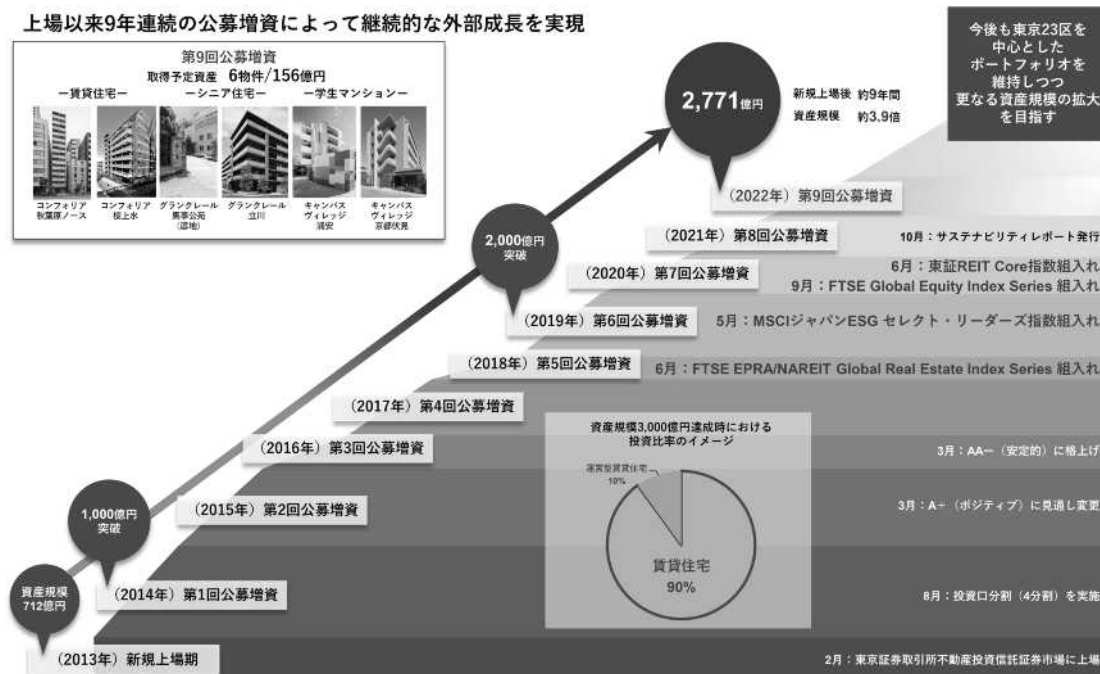 上場以来9年連続の公募増資によって継続的な外部成長を実現
第9回公募増資
取得予定資産 6物件/156億円
ー賃貸住宅ー
ーシニア住宅ー
ー学生マンションー
コンフォリア
秋葉原ノース
コンフォリア
桜上水
グランクレール
馬事公苑
(底地)
グランクレール
立川
キャンパス
ヴィレッジ
浦安
キャンパス
ヴィレッジ
京都伏見
2,771億円
新規上場後 約9年間
資産規模 約3.9倍
今後も東京23区を
中心とした
ポートフォリオを
維持しつつ
更なる資産規模の拡大
を目指す
(2022年)第9回公募増資
(2021年)第8回公募増資
10月:サステナビリティレポート発行
2,000億円
突破
(2020年)第7回公募増資
6月:東証REIT Core指数組入れ
9月:FTSE Global Equity Index Series 組入れ
(2019年)第6回公募増資
5月:MSCIジャパンESG セレクト・リーダーズ指数組入れ
(2018年)第5回公募増資
6月:FTSE EPRA/NAREIT Global Real Estate Index Series 組入れ
(2017年)第4回公募増資
(2016年)第3回公募増資
3月:AAー(安定的)に格上げ
資産規模3,000億円達成時における
投資比率のイメージ
運営型賃貸住宅
10%
賃貸住宅
90%
1,000億円
突破
(2015年)第2回公募増資
3月:A+(ポジティブ)に見通し変更
資産規模
712億円
(2014年)第1回公募増資
8月:投資口分割(4分割)を実施
(2013年)新規上場期
2月:東京証券取引所不動産投資信託証券市場に上場